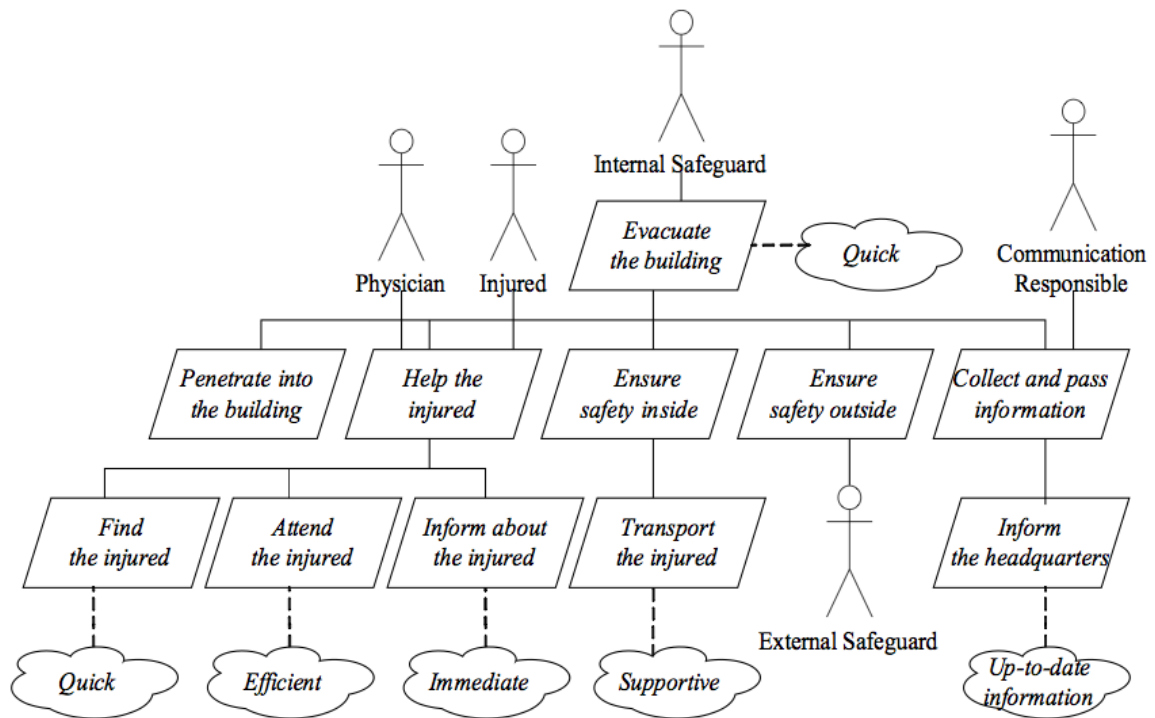 Internal Safeguard
Evacuate
the building
Quick
Physician
Injured
Communication
Responsible
Penetrate into
the building
Help the
injured
Ensure
safety inside
Ensure
safety outside
Collect and pass
information
Find
the injured
Attend
the injured
Inform about
the injured
Transport
the injured
Inform
the headquarters
External Safeguard
Quick
Efficient
Immediate
Supportive
Up-to-date
information